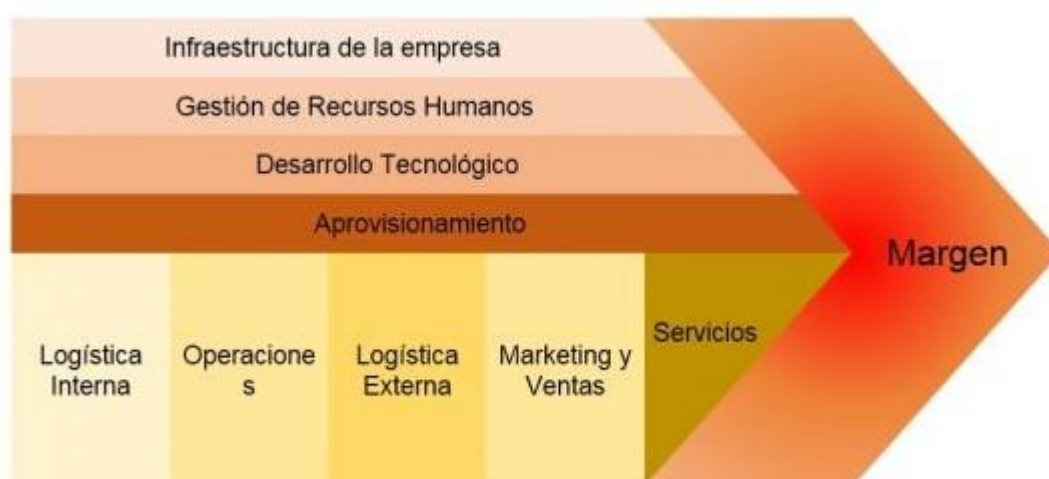 Infraestructura de la empresa
Gestión de Recursos Humanos
Desarrollo Tecnológico
Aprovisionamiento
Margen
Logística
Interna
Operacione
s
Logística
Externa
Marketing y
Ventas
Servicios